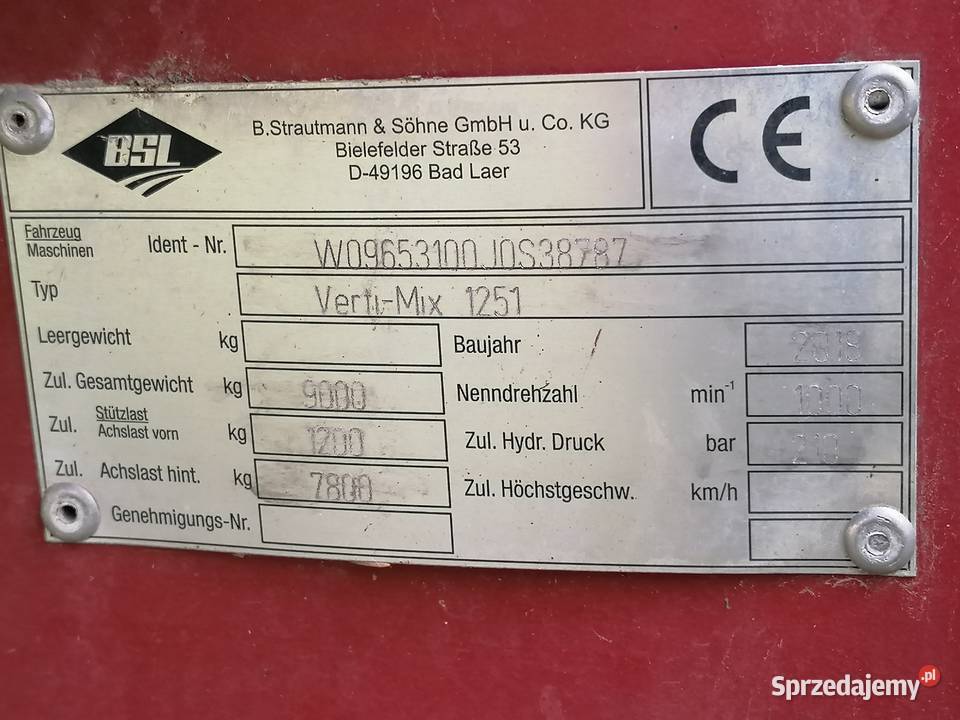 BSL
B.Strautmann & Söhne GmbH u. Co. KG
Bielefelder Straße 53
D-49196 Bad Laer
CE
Fahrzeug
Maschinen
Ident - Nr.
W09653100J0S38787
Typ
Verti-Mix 1251
Leergewicht kg
Baujahr
Zul. Gesamtgewicht kg 9000
Nenndrehzahl min-1 1000
Zul. Stützlast
Achslast vorn kg 1200
Zul. Hydr. Druck bar 210
Zul. Achslast hint. kg 7800
Zul. Höchstgeschw. km/h
Genehmigungs-Nr.
Sprzedajemy.pl